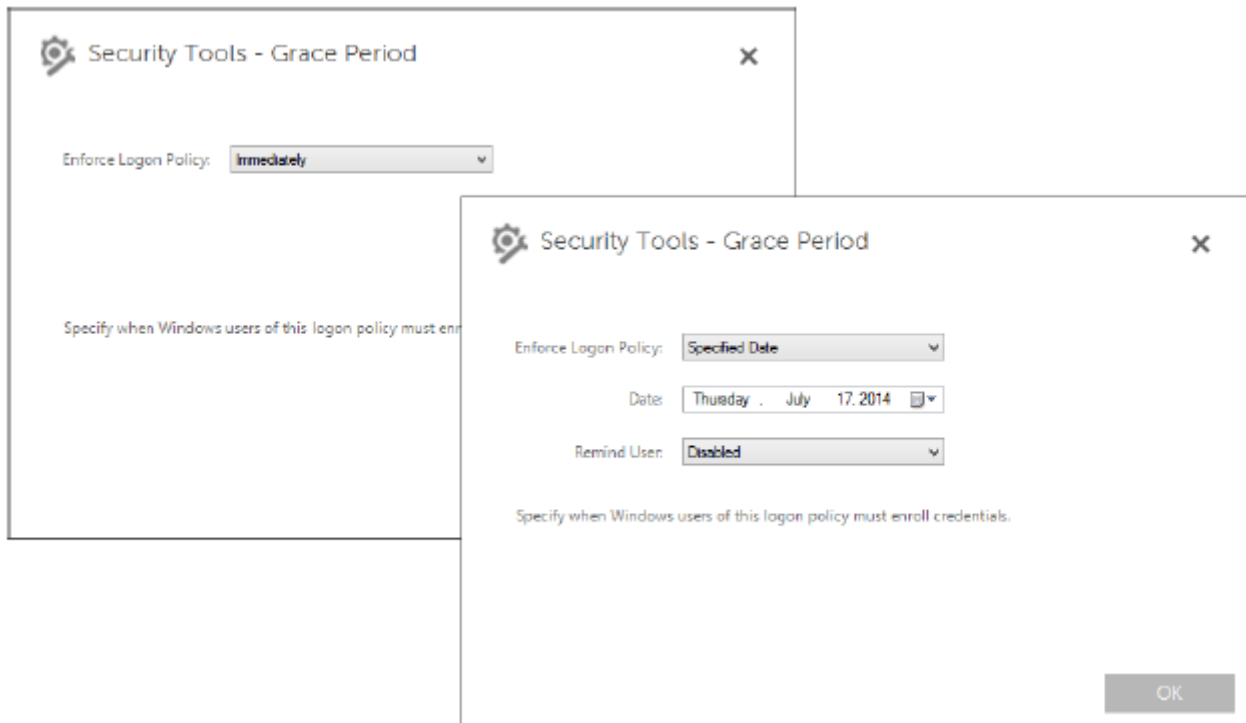 Security Tools - Grace Period
Enforce Logon Policy: Immediately
Specify when Windows users of this logon policy must enr
Security Tools - Grace Period
Enforce Logon Policy: Specified Date
Date: Thursday , July 17, 2014
Remind User: Disabled
Specify when Windows users of this logon policy must enroll credentials.
OK